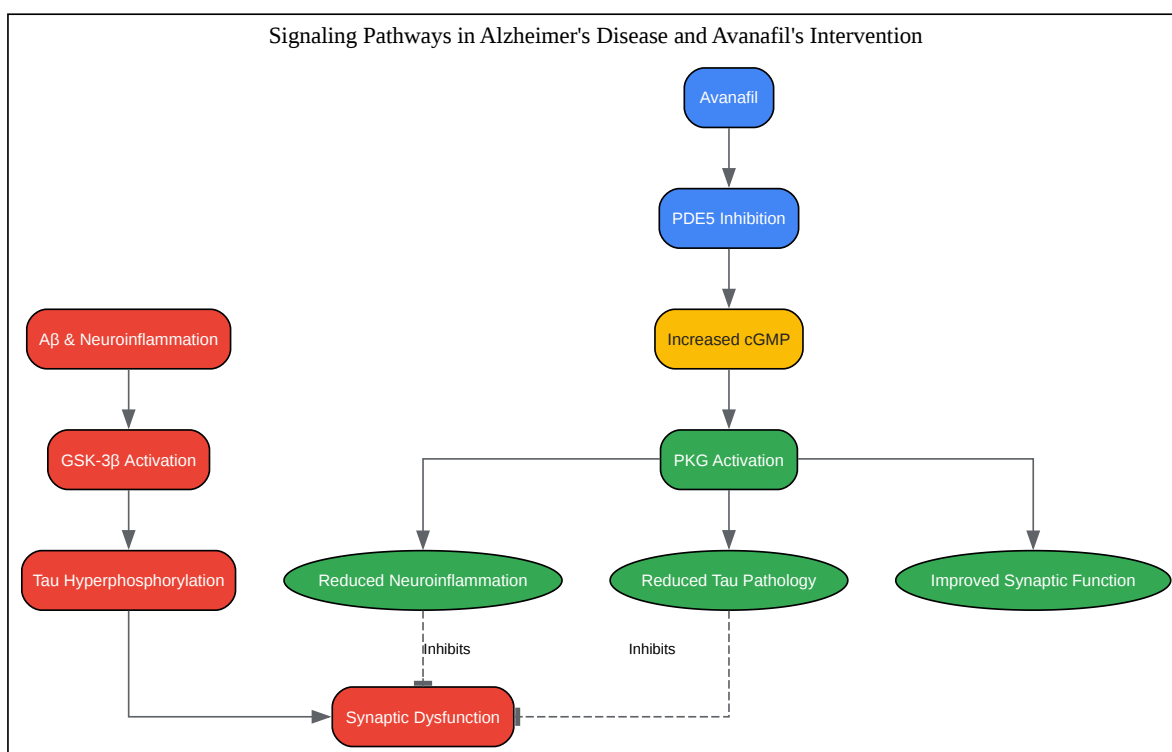 Signaling Pathways in Alzheimer's Disease and Avanafil's Intervention
Avanafil
PDE5 Inhibition
Aβ & Neuroinflammation
Increased cGMP
GSK-3β Activation
PKG Activation
Tau Hyperphosphorylation
Reduced Neuroinflammation
Reduced Tau Pathology
Improved Synaptic Function
Inhibits
Inhibits
Synaptic Dysfunction